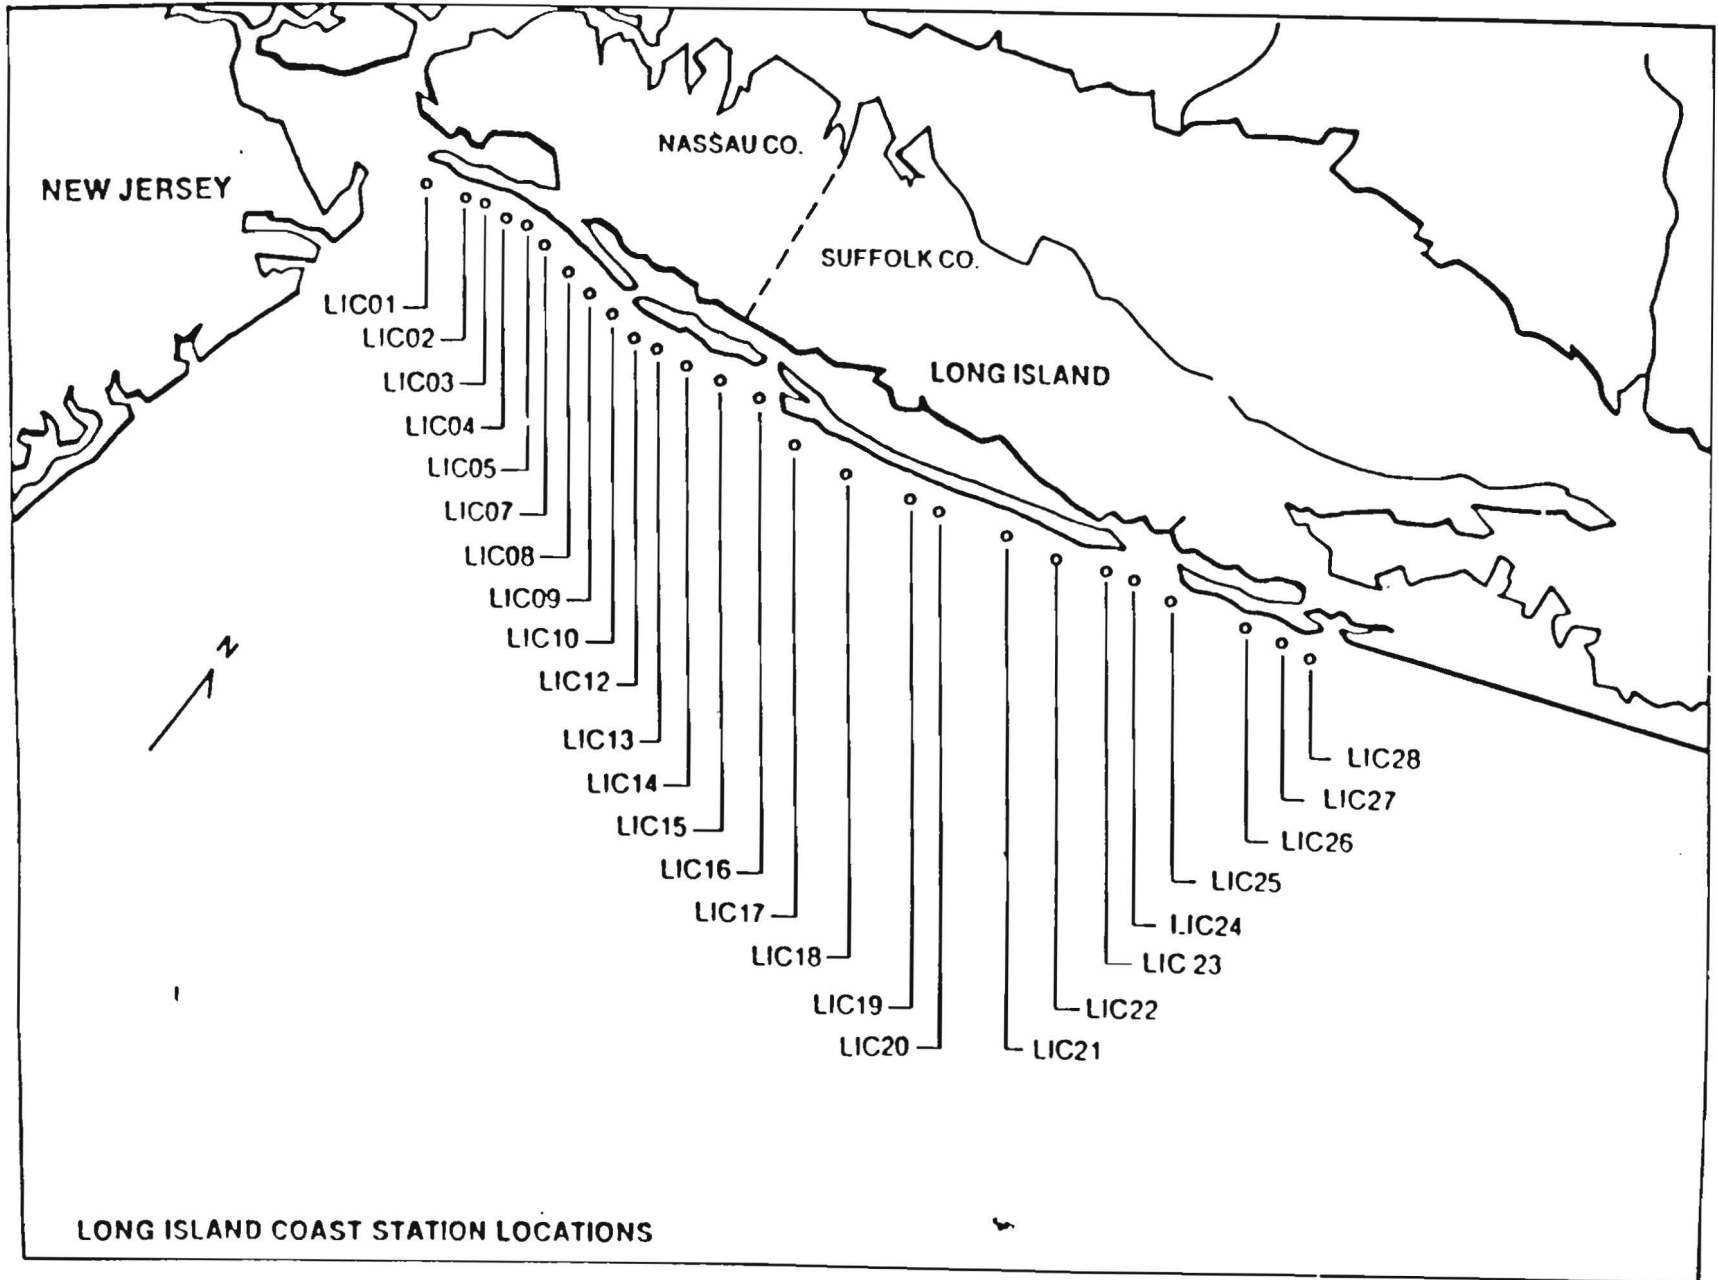 NASSAU CO.
NEW JERSEY
SUFFOLK CO.
LIC01
LIC02
LONG ISLAND
LIC03
LIC04
LIC05
LIC07
LIC08
LIC09
LIC10
N
LIC12
LIC13
LIC28
LIC14
LIC27
LIC15
LIC26
LIC16
LIC25
LIC17
LIC24
LIC18
LIC 23
LIC19
LIC22
LIC20
LIC21
LONG ISLAND COAST STATION LOCATIONS